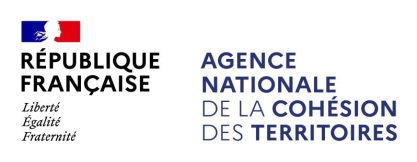 RÉPUBLIQUE
FRANÇAISE
Liberté
Égalité
Fraternité
AGENCE
NATIONALE
DE LA COHÉSION
DES TERRITOIRES